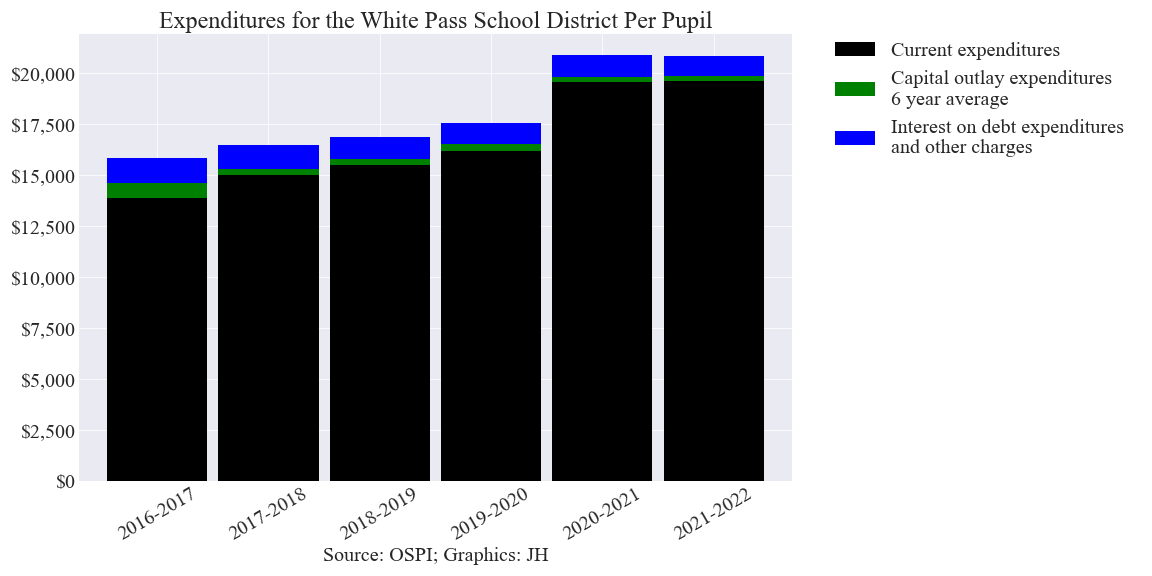 Expenditures for the White Pass School District Per Pupil
$20,000
$17,500
$15,000
$12,500
$10,000
$7,500
$5,000
$2,500
$0
2016-2017
2017-2018
2018-2019
2019-2020
2020-2021
2021-2022
Source: OSPI; Graphics: JH
Current expenditures
Capital outlay expenditures
6 year average
Interest on debt expenditures
and other charges